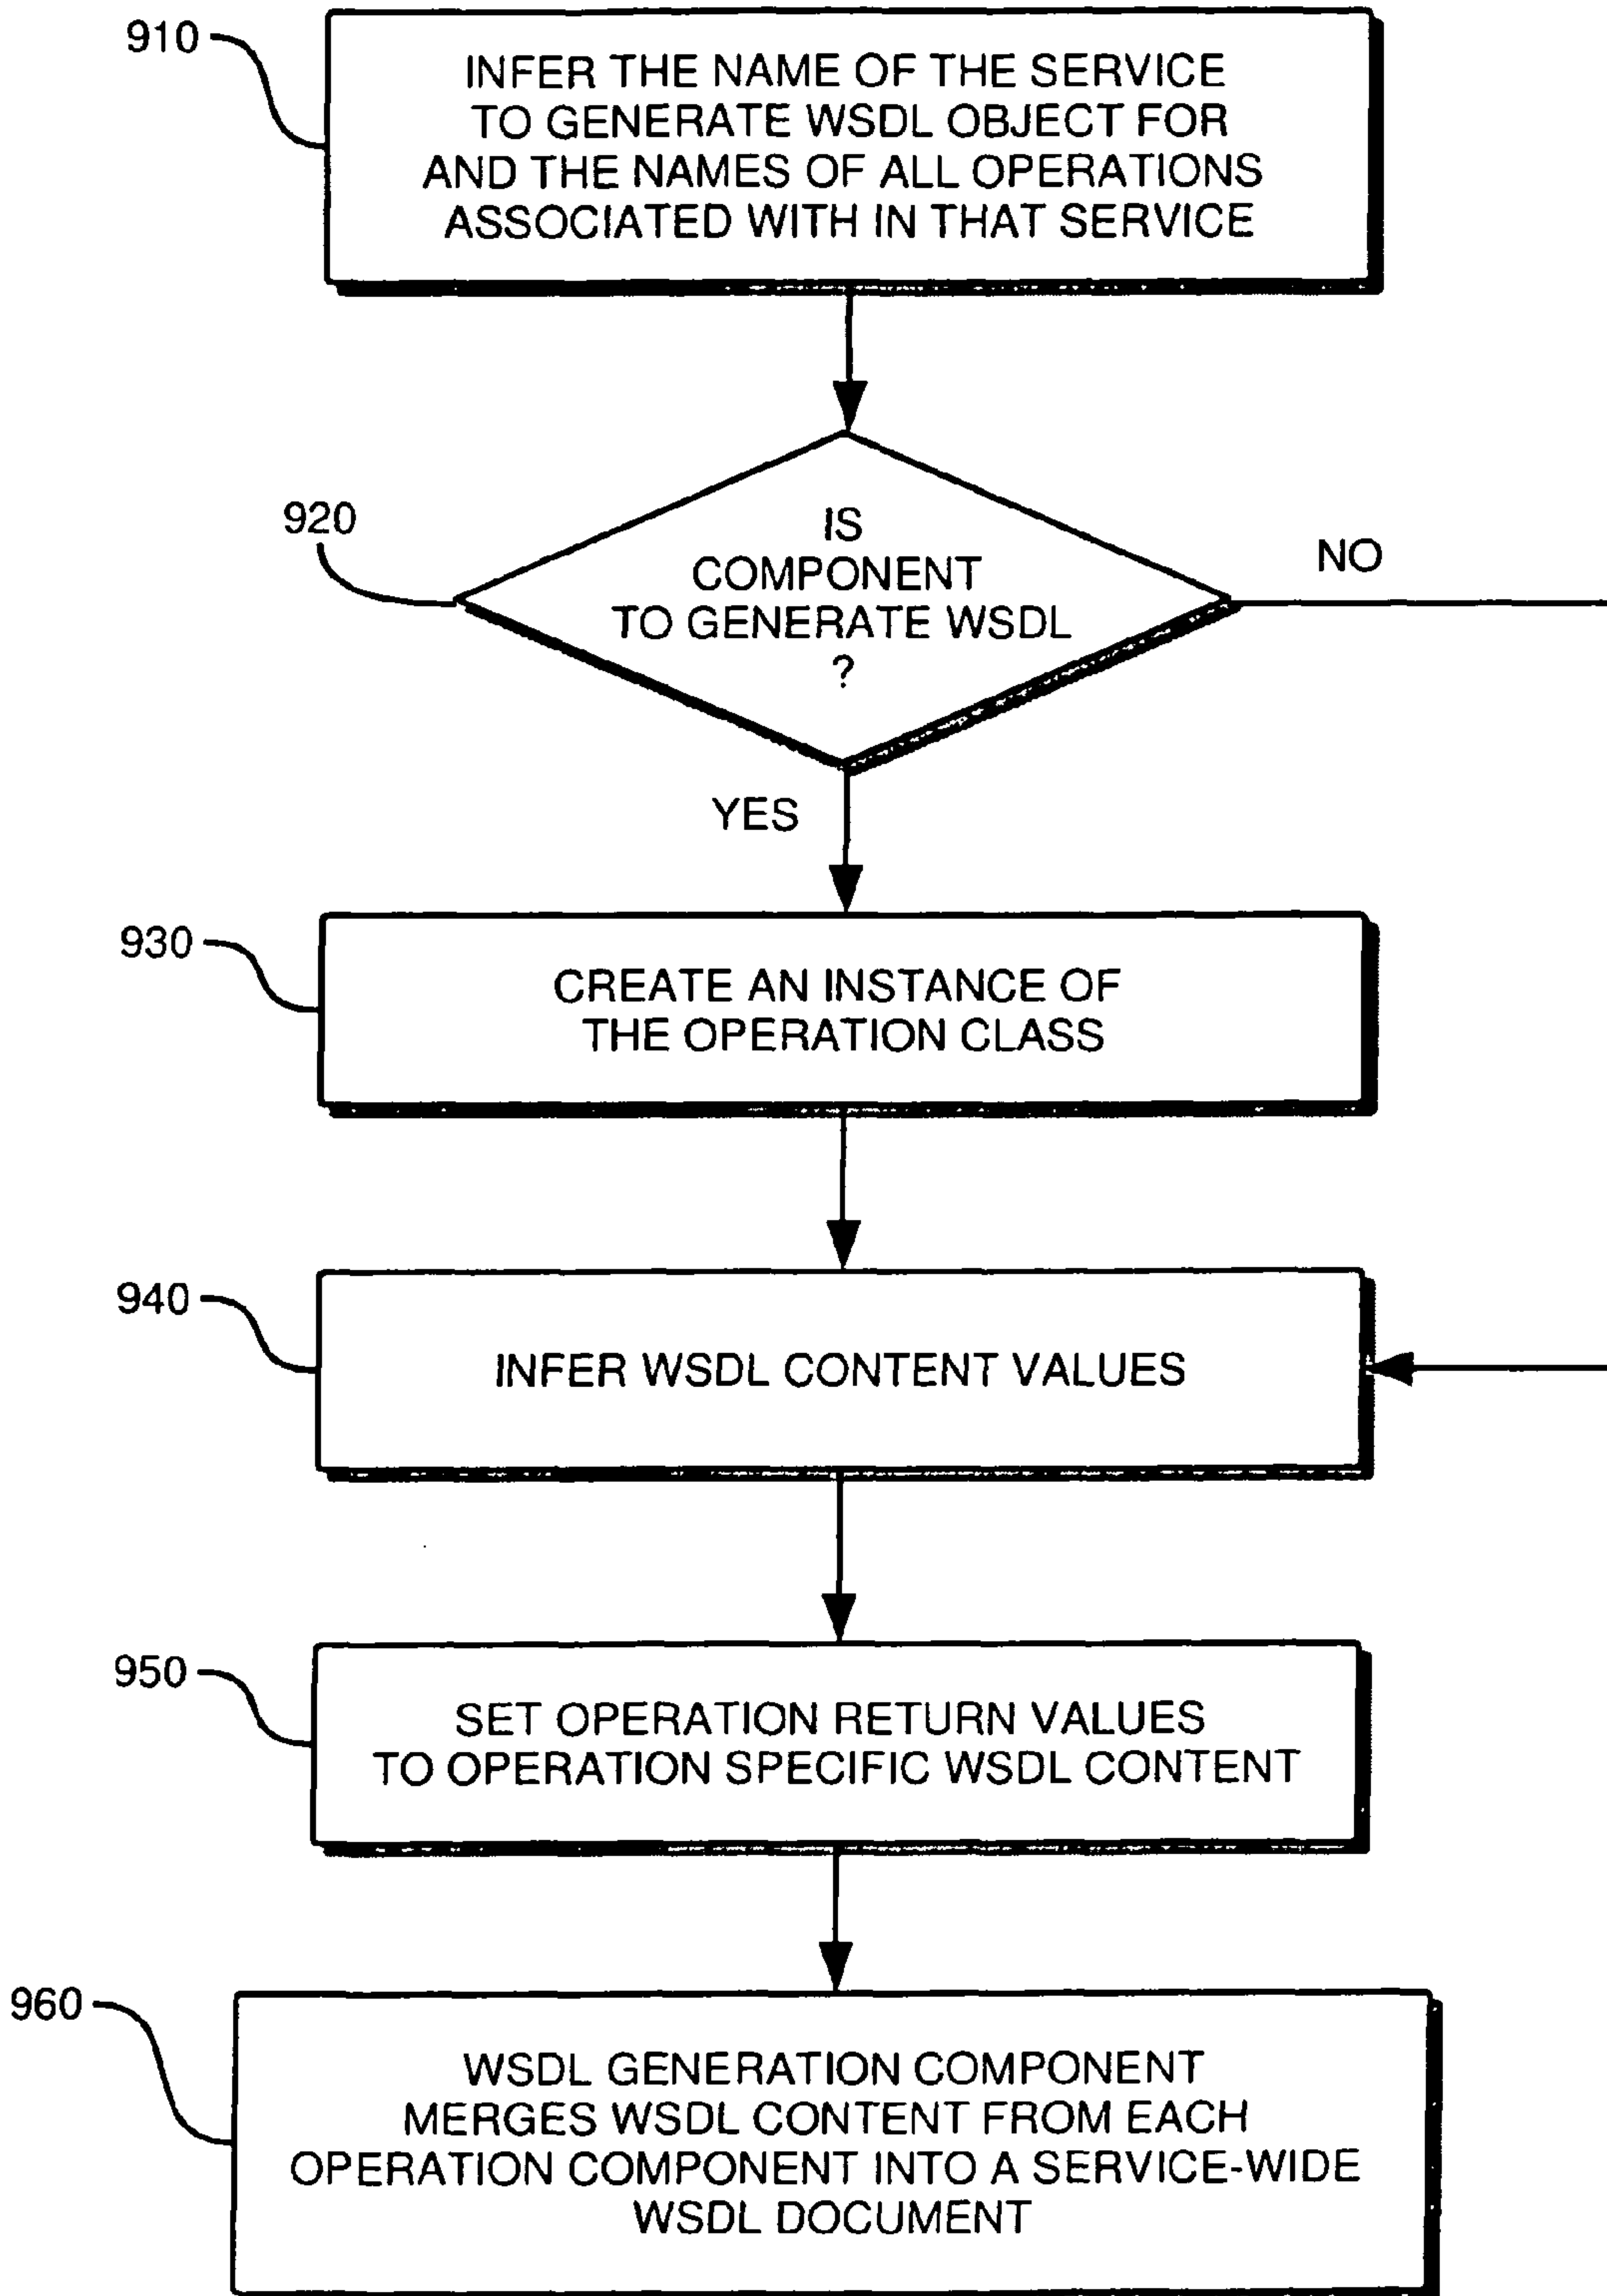 910
INFER THE NAME OF THE SERVICE
TO GENERATE WSDL OBJECT FOR
AND THE NAMES OF ALL OPERATIONS
ASSOCIATED WITH IN THAT SERVICE
920
IS
COMPONENT
TO GENERATE WSDL
?
NO
YES
930
CREATE AN INSTANCE OF
THE OPERATION CLASS
940
INFER WSDL CONTENT VALUES
950
SET OPERATION RETURN VALUES
TO OPERATION SPECIFIC WSDL CONTENT
960
WSDL GENERATION COMPONENT
MERGES WSDL CONTENT FROM EACH
OPERATION COMPONENT INTO A SERVICE-WIDE
WSDL DOCUMENT